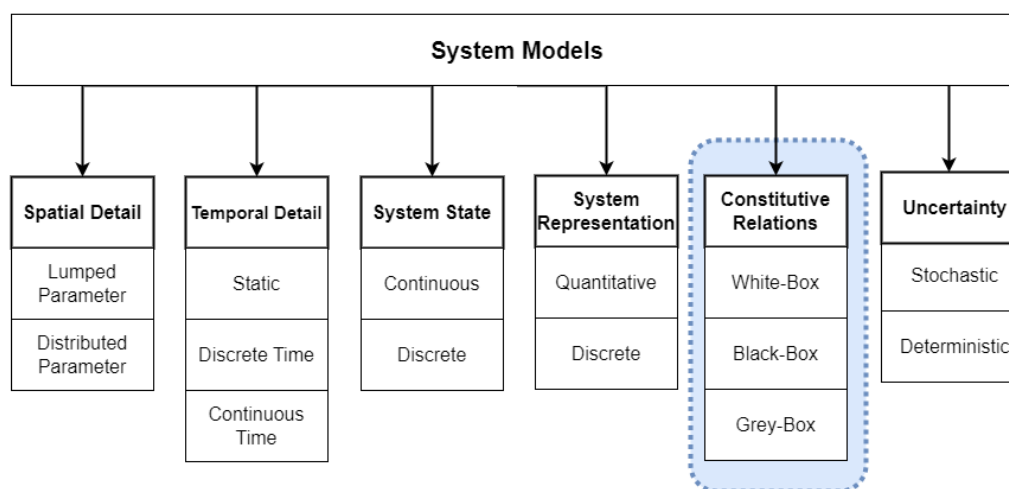 System Models
Spatial Detail
Lumped
Parameter
Distributed
Parameter
Temporal Detail
Static
Discrete Time
Continuous
Time
System State
Continuous
Discrete
System
Representation
Quantitative
Discrete
Constitutive
Relations
White-Box
Black-Box
Grey-Box
Uncertainty
Stochastic
Deterministic